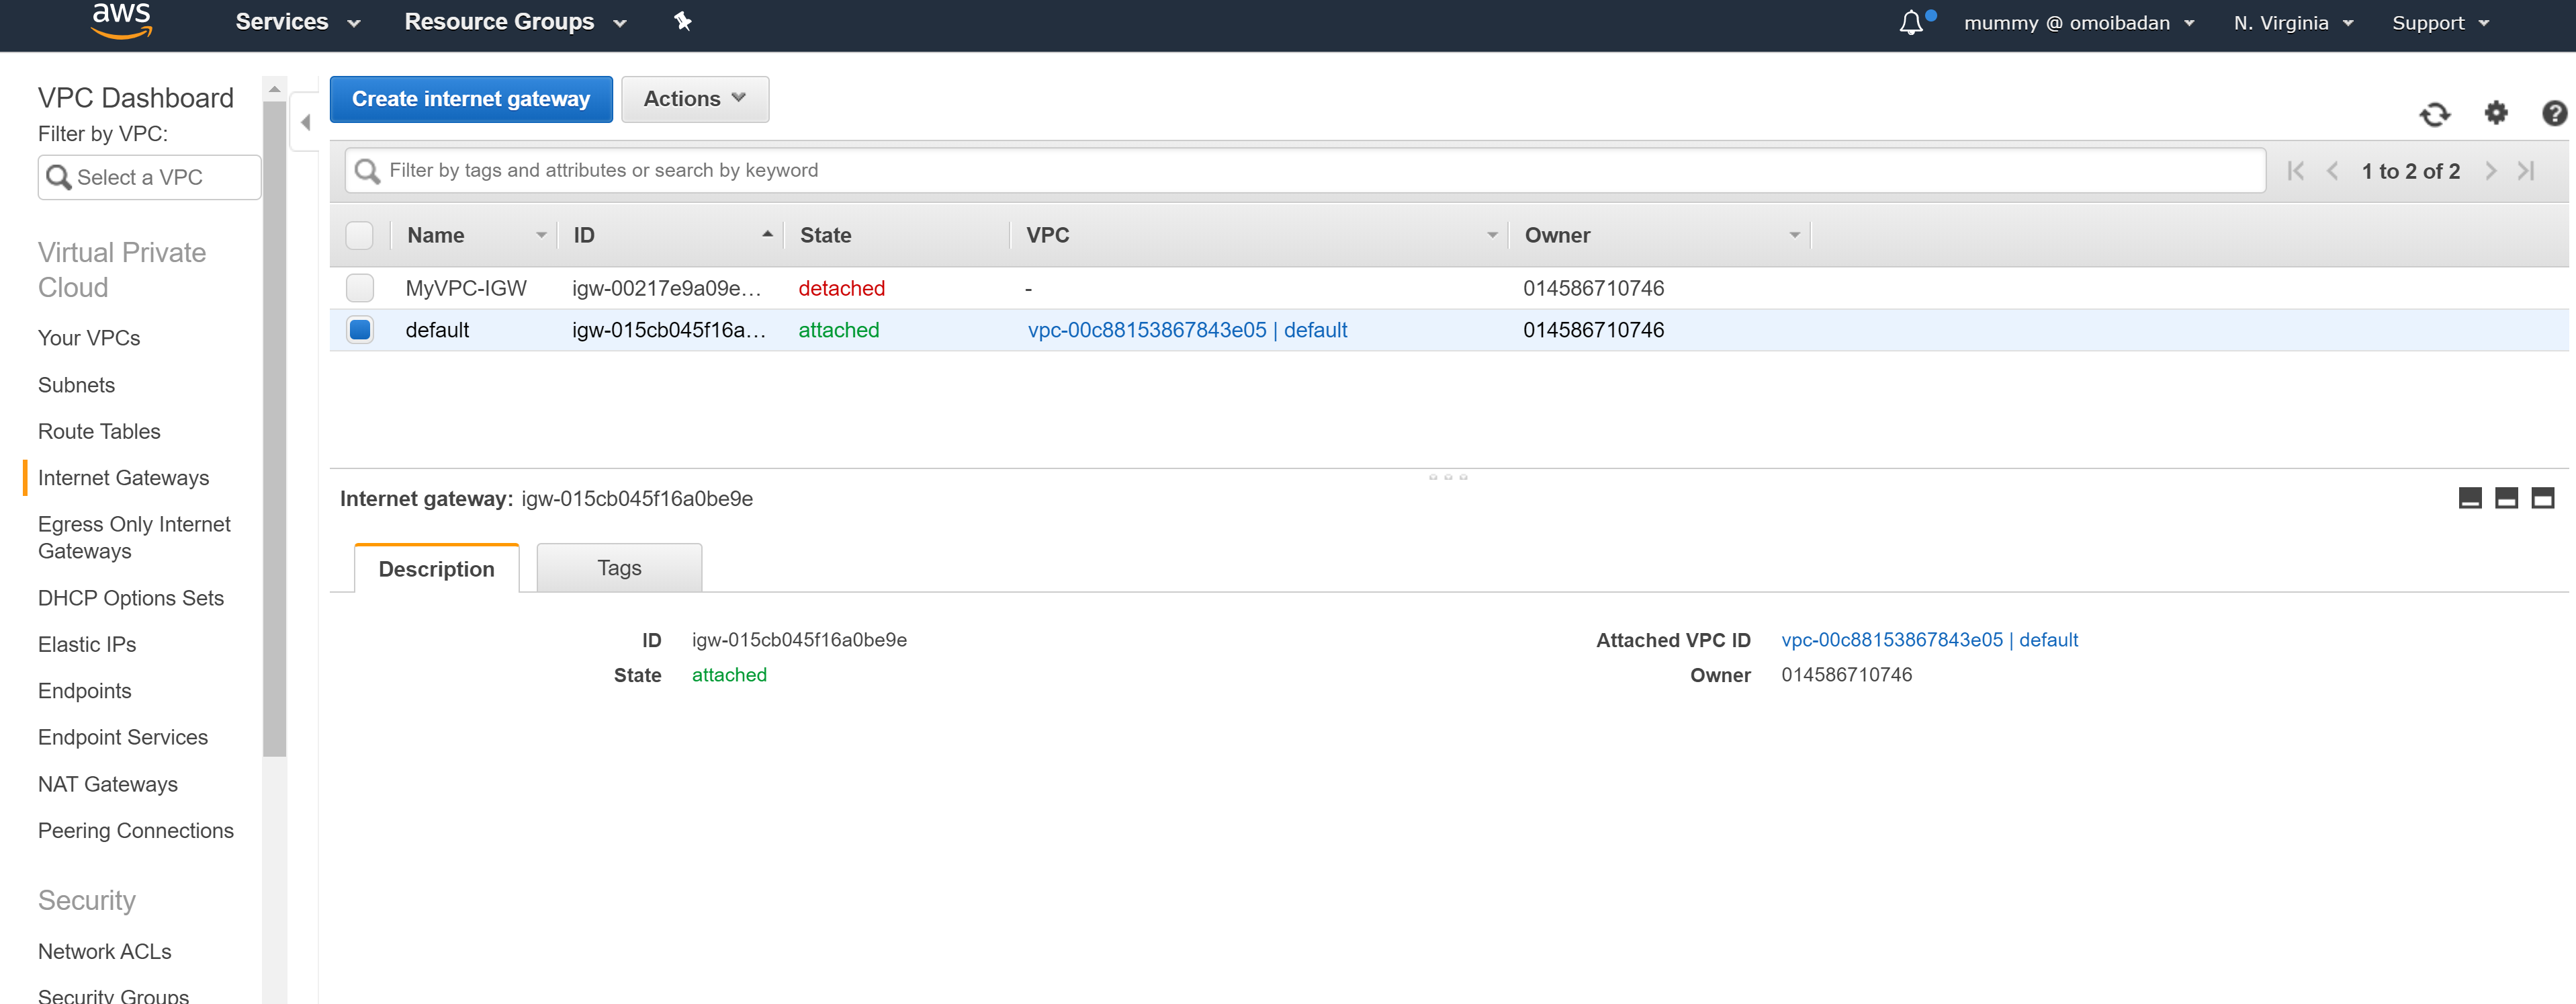 aws Services Resource Groups mummy @ omoibadan N. Virginia Support
VPC Dashboard
Filter by VPC:
Select a VPC
Virtual Private
Cloud
Your VPCs
Subnets
Route Tables
Internet Gateways
Egress Only Internet
Gateways
DHCP Options Sets
Elastic IPs
Endpoints
Endpoint Services
NAT Gateways
Peering Connections
Security
Network ACLs
Security Groups
Create internet gateway Actions
Filter by tags and attributes or search by keyword 1 to 2 of 2
Name ID State VPC Owner
MyVPC-IGW igw-00217e9a09e... detached - 014586710746
default igw-015cb045f16a... attached vpc-00c88153867843e05 | default 014586710746
Internet gateway: igw-015cb045f16a0be9e
Description Tags
ID igw-015cb045f16a0be9e Attached VPC ID vpc-00c88153867843e05 | default
State attached Owner 014586710746